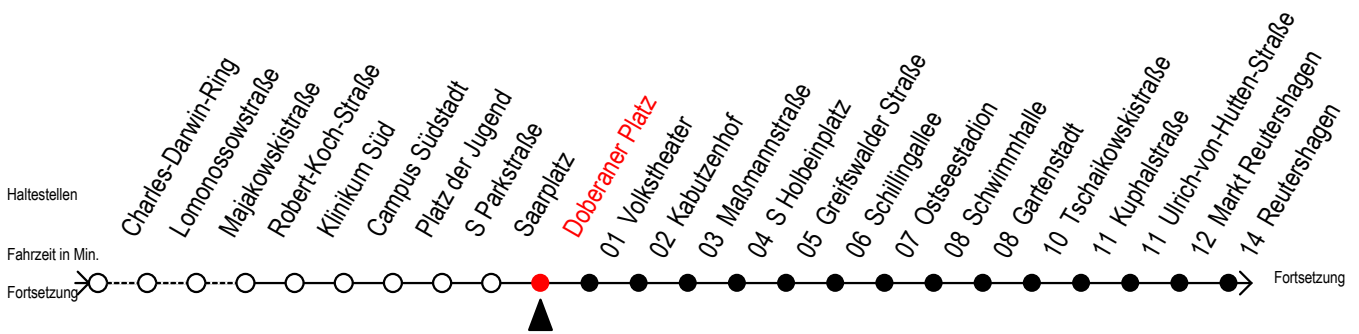 Haltestellen
Fahrzeit in Min.
Fortsetzung
Charles-Darwin-Ring
Lomonossowstraße
Majakowskistraße
Robert-Koch-Straße
Klinikum Süd
Campus Südstadt
Platz der Jugend
S Parkstraße
Saarplatz
Doberaner Platz
01 Volkstheater
02 Kabutzenhof
03 Maßmannstraße
04 S Holbeinplatz
05 Greifswalder Straße
06 Schillingallee
07 Ostseestadion
08 Schwimmhalle
08 Gartenstadt
10 Tschaikowskistraße
11 Kuphalstraße
11 Ulrich-von-Hutten-Straße
12 Markt Reutershagen
14 Reutershagen
Fortsetzung